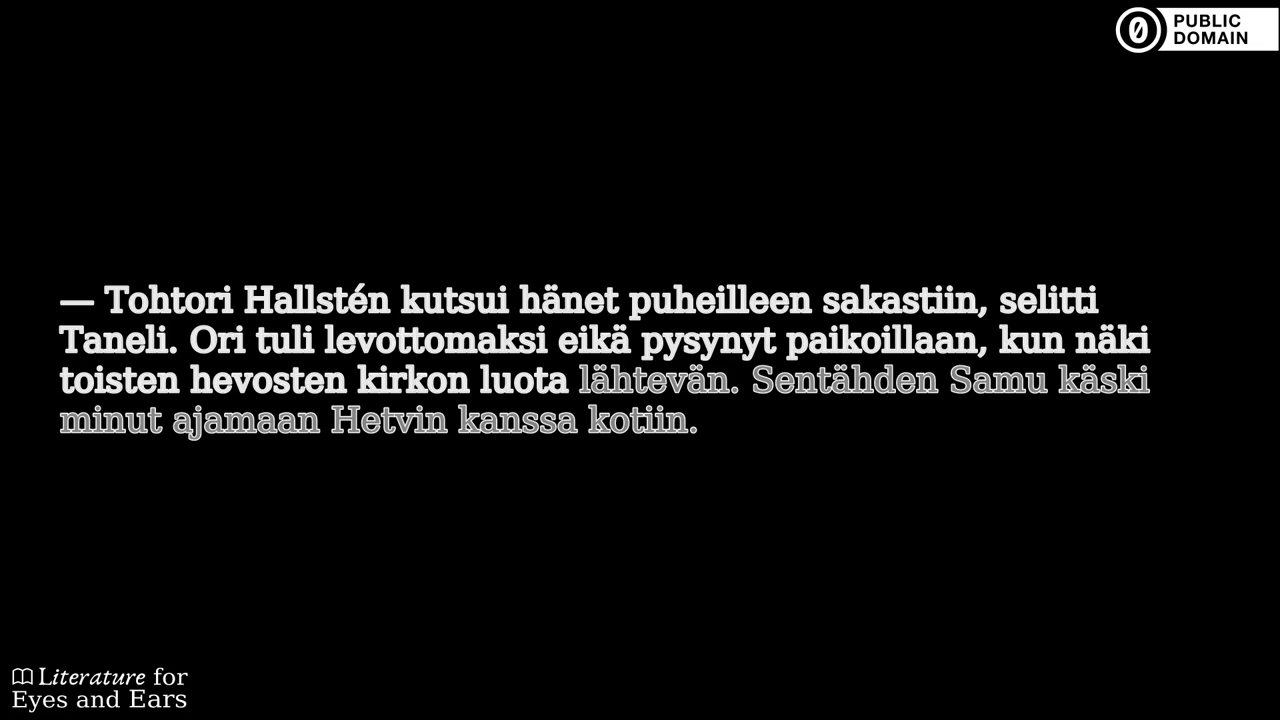 PUBLIC
DOMAIN
— Tohtori Hallstén kutsui hänet puheilleen sakastiin, selitti
Taneli. Ori tuli levottomaksi eikä pysynyt paikoillaan, kun näki
toisten hevosten kirkon luota lähtevän. Sentähden Samu käski
minut ajamaan Hetvin kanssa kotiin.
Literature for
Eyes and Ears